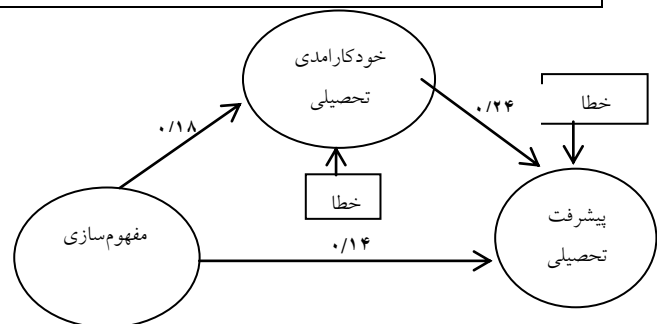 خودکارامدی
تحصیلی
۰/۱۸
۰/۲۴
خطا
خطا
مفهوم‌سازی
۰/۱۴
پیشرفت
تحصیلی